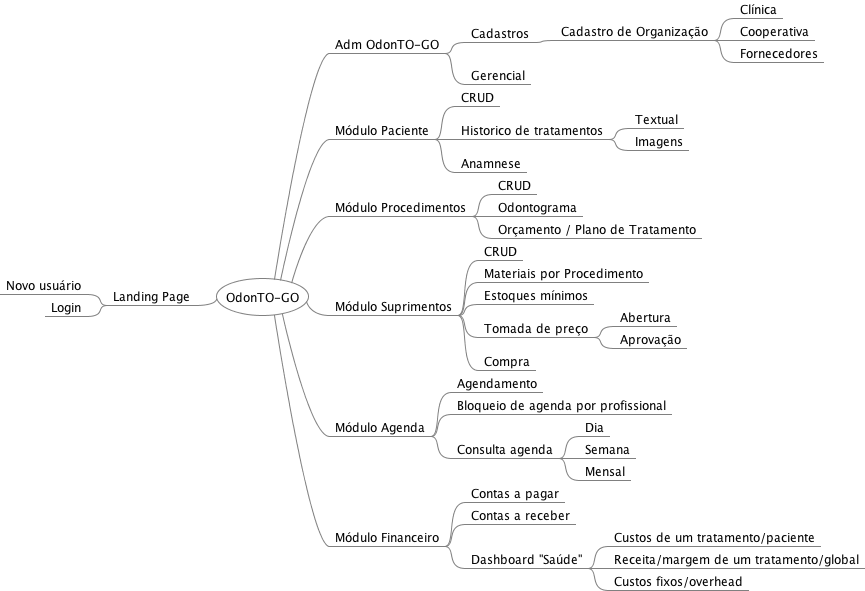 OdonTO-GO
Landing Page
Novo usuário
Login
Adm OdonTO-GO
Cadastros
Cadastro de Organização
Clínica
Cooperativa
Fornecedores
Gerencial
Módulo Paciente
CRUD
Historico de tratamentos
Textual
Imagens
Anamnese
Módulo Procedimentos
CRUD
Odontograma
Orçamento / Plano de Tratamento
Módulo Suprimentos
CRUD
Materiais por Procedimento
Estoques mínimos
Tomada de preço
Abertura
Aprovação
Compra
Módulo Agenda
Agendamento
Bloqueio de agenda por profissional
Consulta agenda
Dia
Semana
Mensal
Módulo Financeiro
Contas a pagar
Contas a receber
Dashboard "Saúde"
Custos de um tratamento/paciente
Receita/margem de um tratamento/global
Custos fixos/overhead